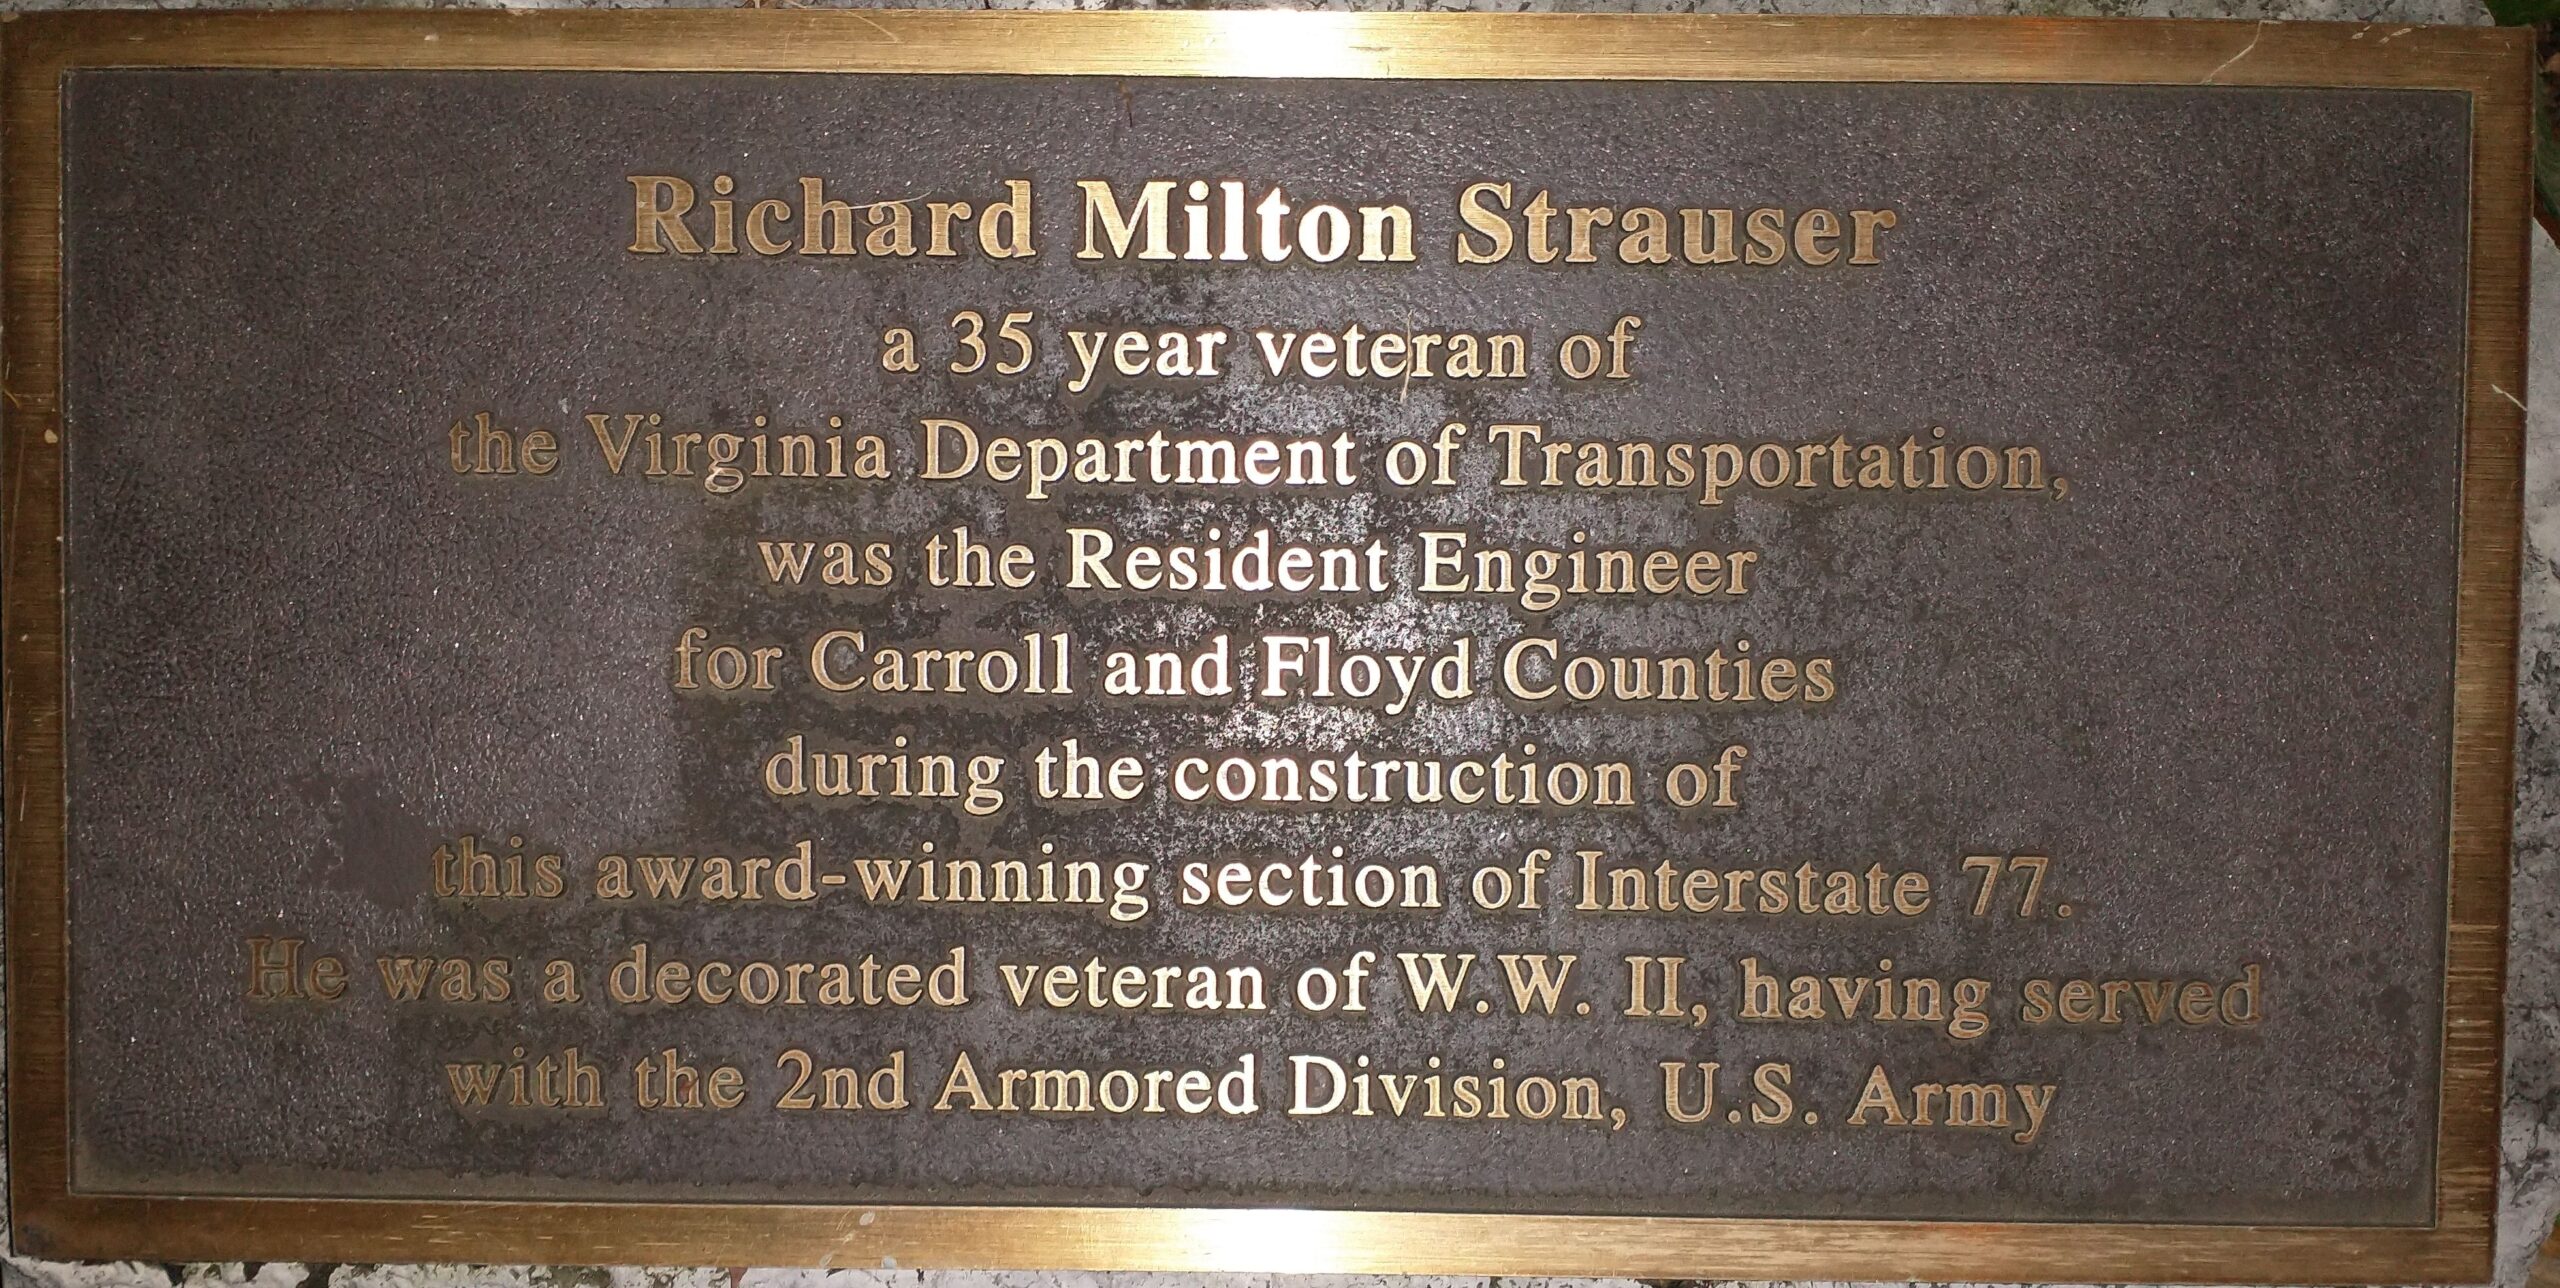 Richard Milton Strauser
a 35 year veteran of
the Virginia Department of Transportation,
was the Resident Engineer
for Carroll and Floyd Counties
during the construction of
this award-winning section of Interstate 77.
He was a decorated veteran of W.W. II, having served
with the 2nd Armored Division, U.S. Army